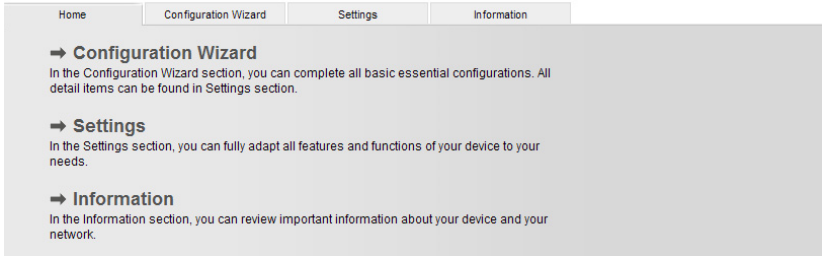 Home Configuration Wizard Settings Information
➡ Configuration Wizard
In the Configuration Wizard section, you can complete all basic essential configurations. All
detail items can be found in Settings section.
➡ Settings
In the Settings section, you can fully adapt all features and functions of your device to your
needs.
➡ Information
In the Information section, you can review important information about your device and your
network.